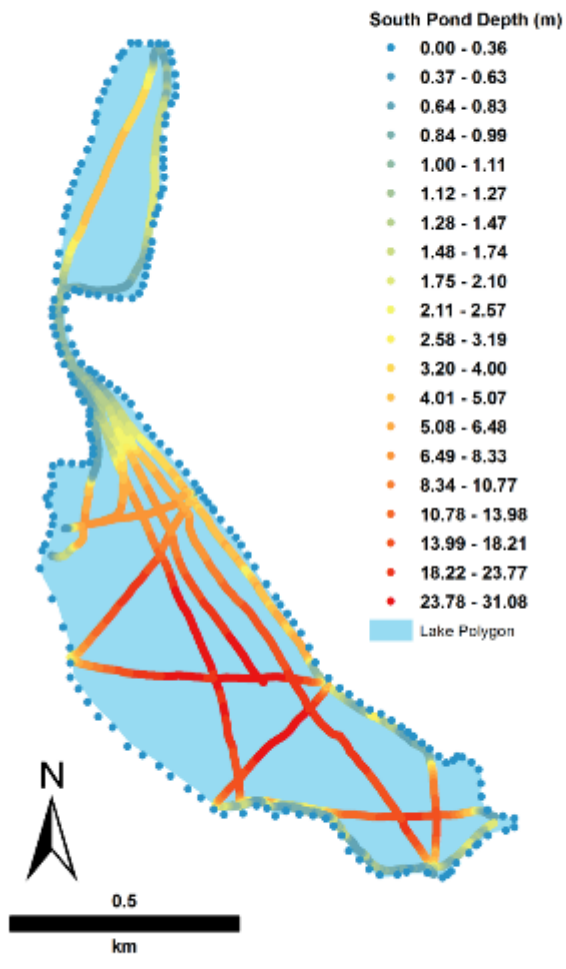 South Pond Depth (m)
0.00 - 0.36
0.37 - 0.63
0.64 - 0.83
0.84 - 0.99
1.00 - 1.11
1.12 - 1.27
1.28 - 1.47
1.48 - 1.74
1.75 - 2.10
2.11 - 2.57
2.58 - 3.19
3.20 - 4.00
4.01 - 5.07
5.08 - 6.48
6.49 - 8.33
8.34 - 10.77
10.78 - 13.98
13.99 - 18.21
18.22 - 23.77
23.78 - 31.08
Lake Polygon
N
0.5
km